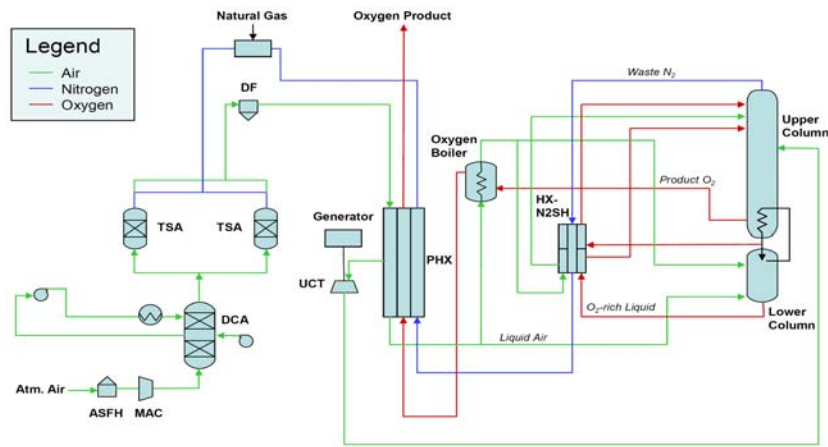 Natural Gas
Oxygen Product
Legend
Air
Nitrogen
Oxygen
DF
Waste N₂
Upper
Column
Oxygen
Boiler
Product O₂
TSA
TSA
Generator
HX-
N2SH
PHX
UCT
DCA
O₂-rich Liquid
Lower
Column
Liquid Air
Atm. Air
ASFH
MAC